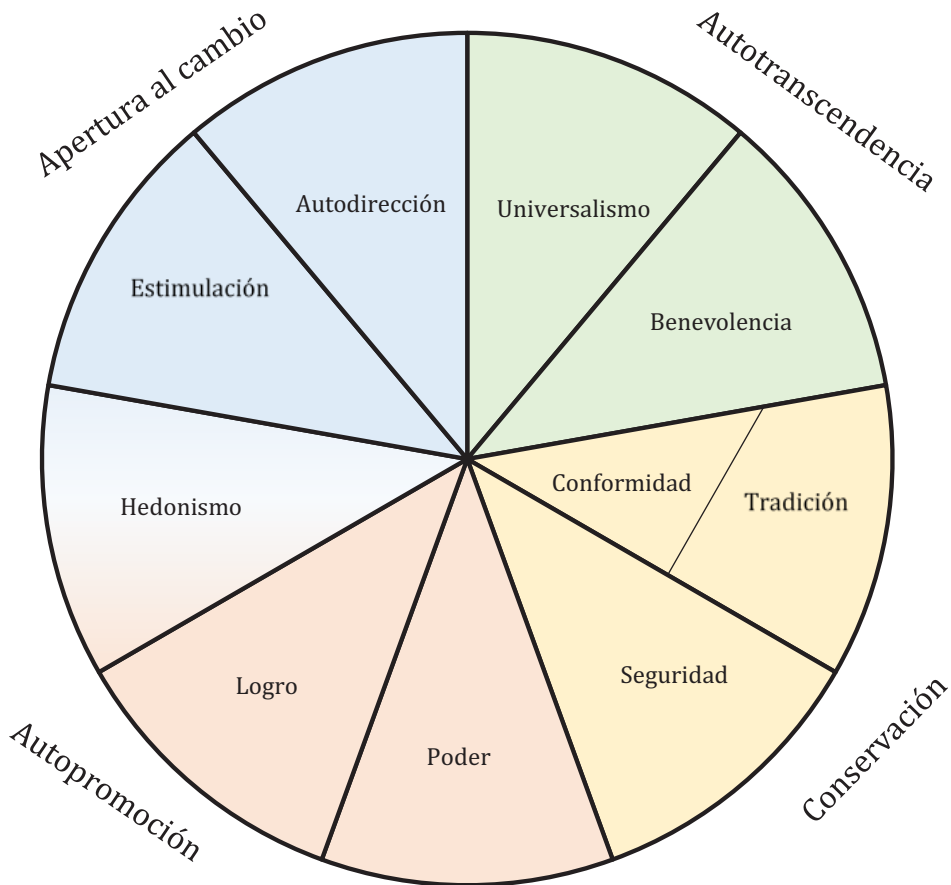 Apertura al cambio
Autotranscendencia
Autodirección
Universalismo
Estimulación
Benevolencia
Conformidad
Tradición
Hedonismo
Seguridad
Logro
Poder
Autopromoción
Conservación